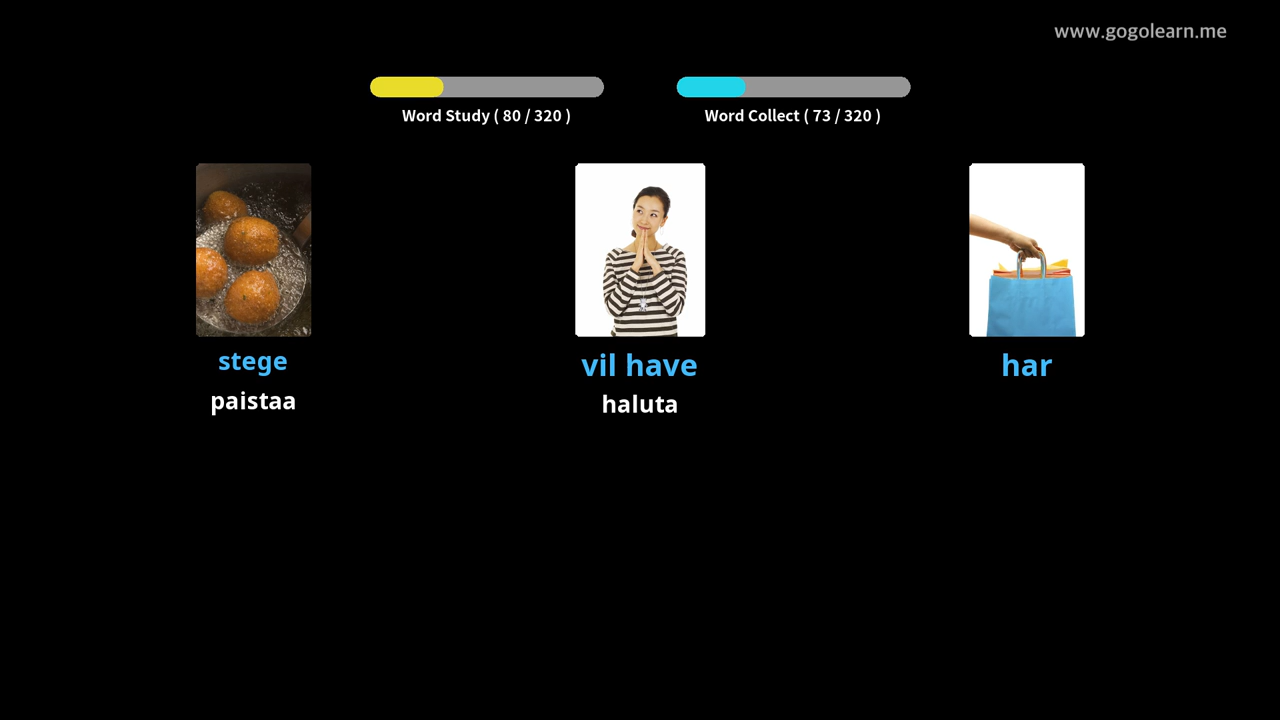 www.gogolearn.me
Word Study ( 80 / 320 )
Word Collect ( 73 / 320 )
stege
paistaa
vil have
haluta
har